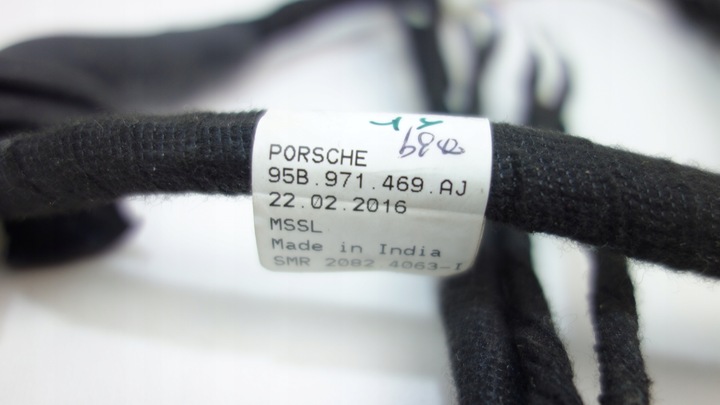 PORSCHE
95B.971.469.AJ
22.02.2016
MSSL
Made in India
SMR 2082 4063-I